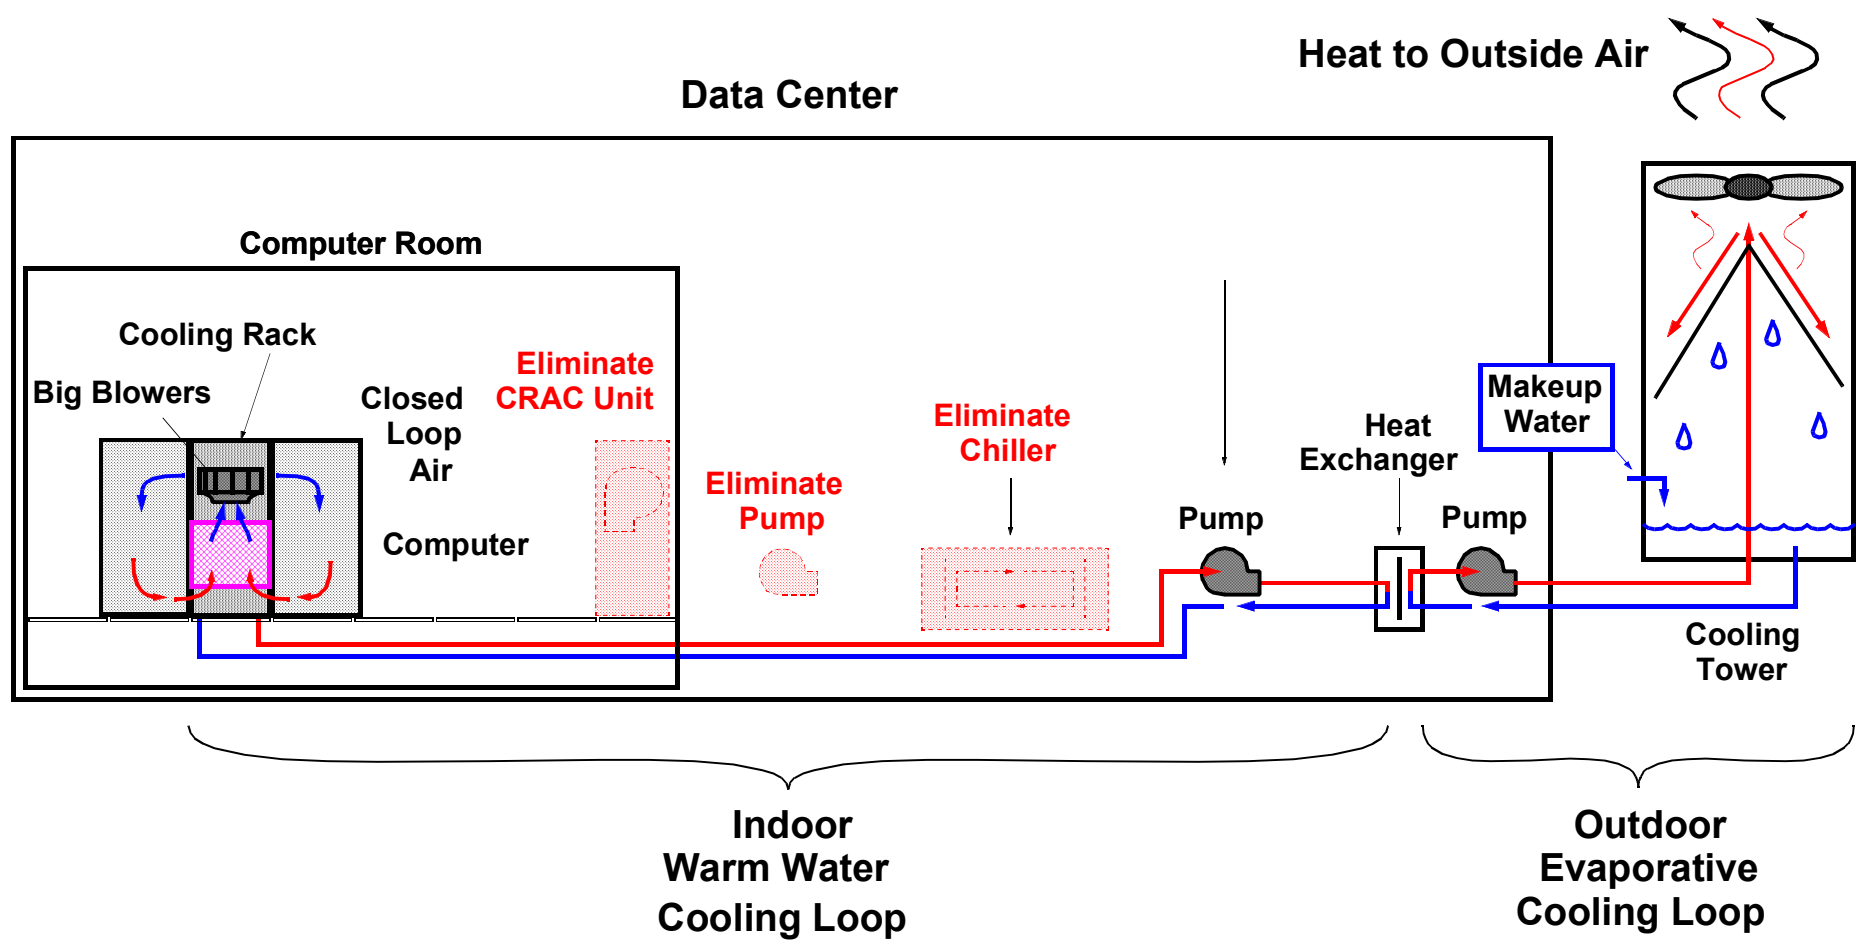 Heat to Outside Air
Data Center
Computer Room
Cooling Rack
Big Blowers
Closed
Loop
Air
Eliminate
CRAC Unit
Computer
Eliminate
Pump
Eliminate
Chiller
Pump
Heat
Exchanger
Pump
Makeup
Water
Cooling
Tower
Indoor
Warm Water
Cooling Loop
Outdoor
Evaporative
Cooling Loop